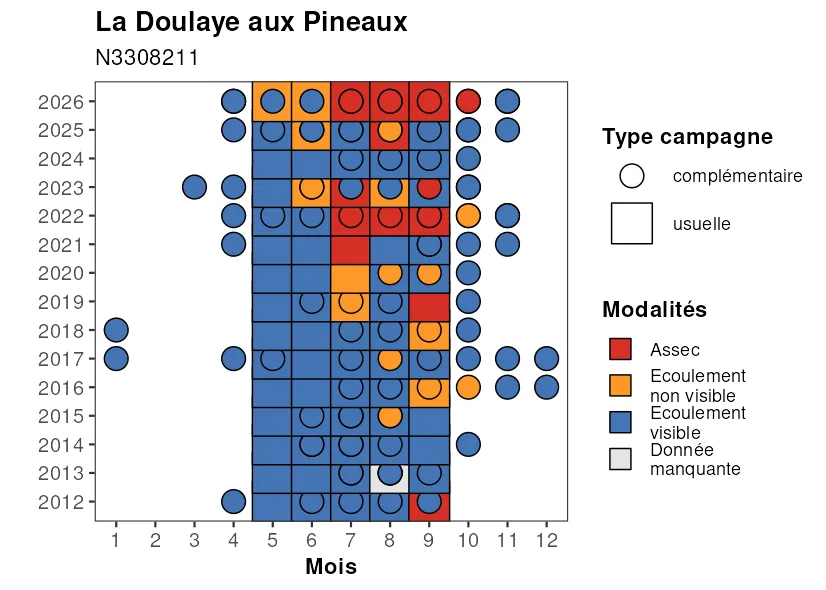 La Doulaye aux Pineaux
N3308211
2026
2025
2024
2023
2022
2021
2020
2019
2018
2017
2016
2015
2014
2013
2012
1 2 3 4 5 6 7 8 9 10 11 12
Mois
Type campagne
complémentaire
usuelle
Modalités
Assec
Ecoulement
non visible
Ecoulement
visible
Donnée
manquante